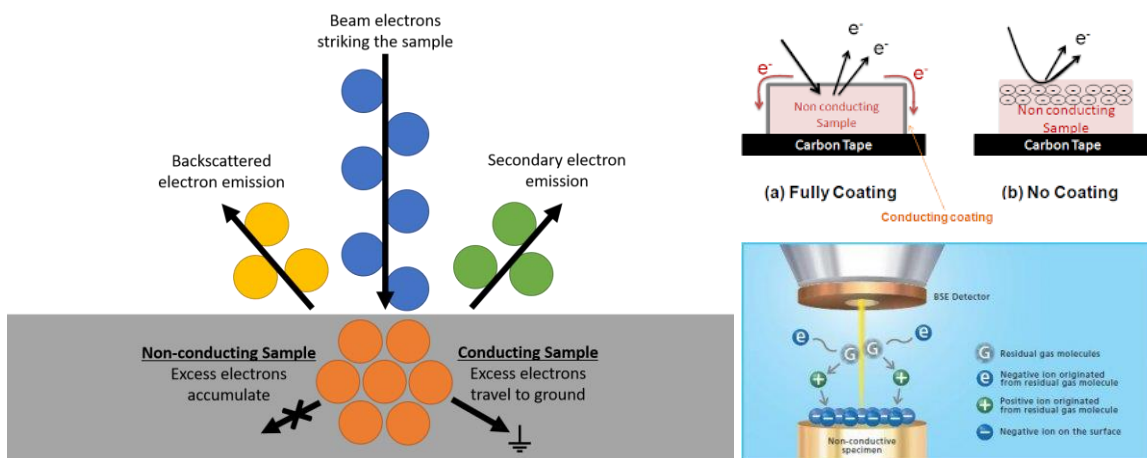 Beam electrons
striking the sample
Backscattered
electron emission
Secondary electron
emission
Non-conducting Sample
Excess electrons
accumulate
Conducting Sample
Excess electrons
travel to ground
e-
e-
e-
e-
Non conducting
Sample
Carbon Tape
(a) Fully Coating
Conducting coating
e-
e-
- - - - - -
- - - - - -
Non conducting
Sample
Carbon Tape
(b) No Coating
BSE Detector
e
e
G G
+
+
Non-conductive
specimen
G Residual gas molecules
e Negative ion originated
from residual gas molecule
+ Positive ion originated
from residual gas molecule
- Negative ion on the surface